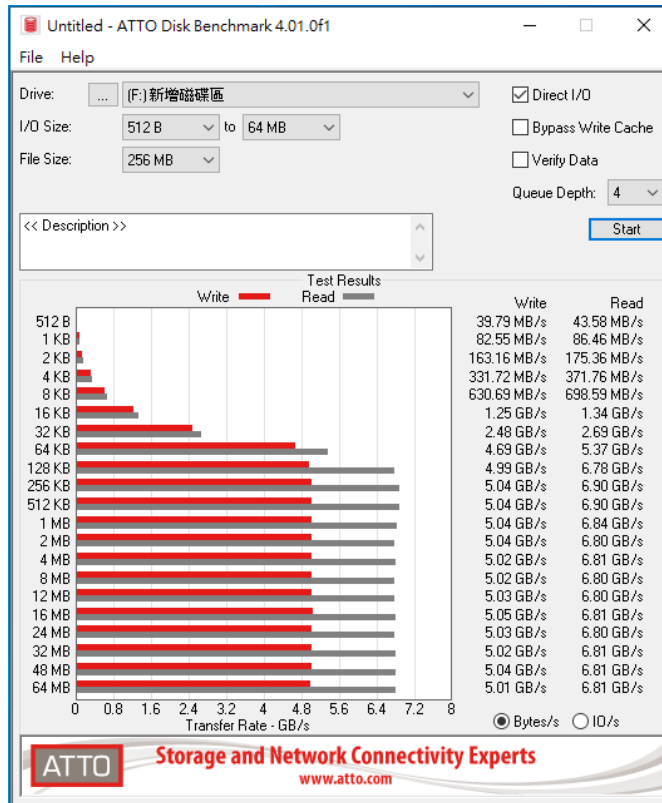 Untitled - ATTO Disk Benchmark 4.01.0f1
File Help
Drive: ... (F:)新增磁碟區 Direct I/O
I/O Size: 512 B to 64 MB Bypass Write Cache
File Size: 256 MB Verify Data
Queue Depth: 4
<< Description >> Start
Test Results
Write Read Write Read
512 B 39.79 MB/s 43.58 MB/s
1 KB 82.55 MB/s 86.46 MB/s
2 KB 163.16 MB/s 175.36 MB/s
4 KB 331.72 MB/s 371.76 MB/s
8 KB 630.69 MB/s 698.59 MB/s
16 KB 1.25 GB/s 1.34 GB/s
32 KB 2.48 GB/s 2.69 GB/s
64 KB 4.69 GB/s 5.37 GB/s
128 KB 4.99 GB/s 6.78 GB/s
256 KB 5.04 GB/s 6.90 GB/s
512 KB 5.04 GB/s 6.90 GB/s
1 MB 5.04 GB/s 6.84 GB/s
2 MB 5.04 GB/s 6.80 GB/s
4 MB 5.02 GB/s 6.81 GB/s
8 MB 5.02 GB/s 6.80 GB/s
12 MB 5.03 GB/s 6.80 GB/s
16 MB 5.05 GB/s 6.81 GB/s
24 MB 5.03 GB/s 6.80 GB/s
32 MB 5.02 GB/s 6.81 GB/s
48 MB 5.04 GB/s 6.81 GB/s
64 MB 5.01 GB/s 6.81 GB/s
0 0.8 1.6 2.4 3.2 4 4.8 5.6 6.4 7.2 8
Transfer Rate - GB/s Bytes/s IO/s
ATTO Storage and Network Connectivity Experts
www.atto.com